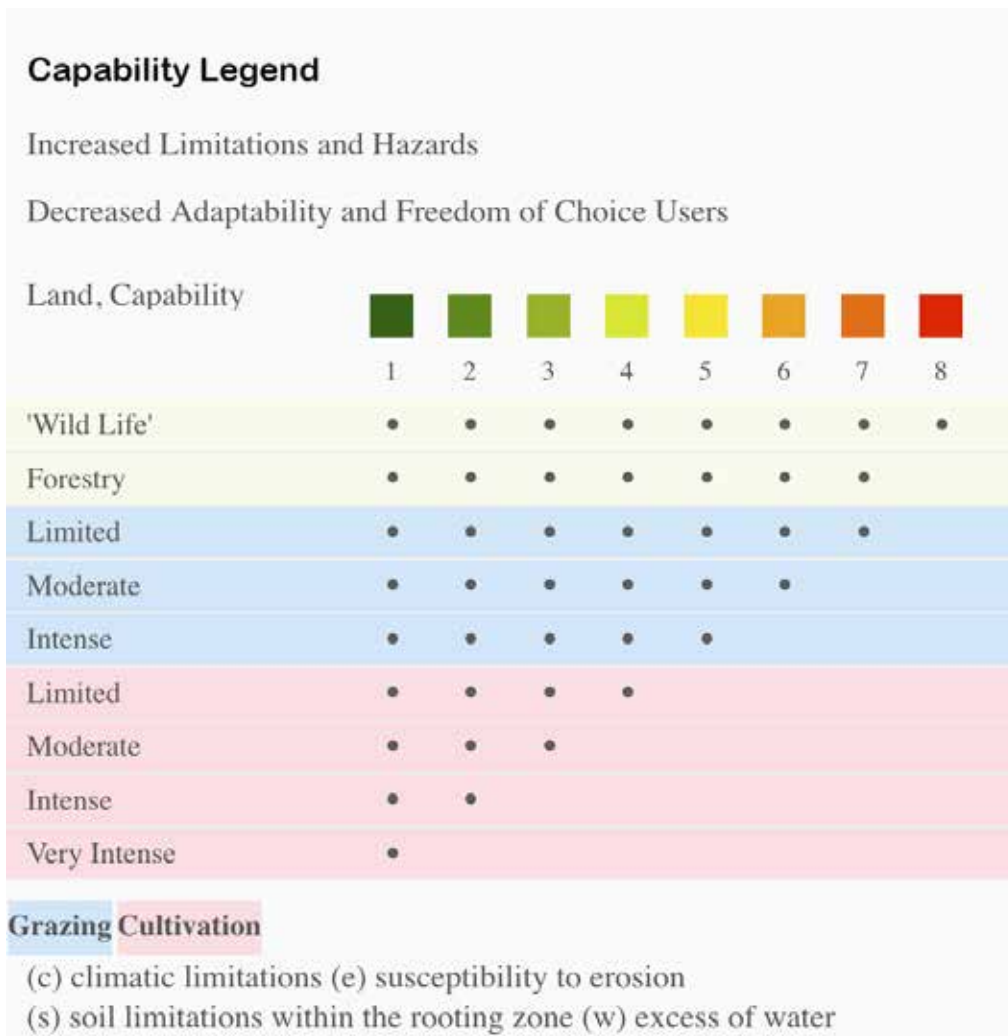 Capability Legend
Increased Limitations and Hazards
Decreased Adaptability and Freedom of Choice Users
Land, Capability
1 2 3 4 5 6 7 8
'Wild Life' • • • • • • • •
Forestry • • • • • • •
Limited • • • • • • •
Moderate • • • • • •
Intense • • • • •
Limited • • • •
Moderate • • •
Intense • •
Very Intense •
Grazing Cultivation
(c) climatic limitations (e) susceptibility to erosion
(s) soil limitations within the rooting zone (w) excess of water